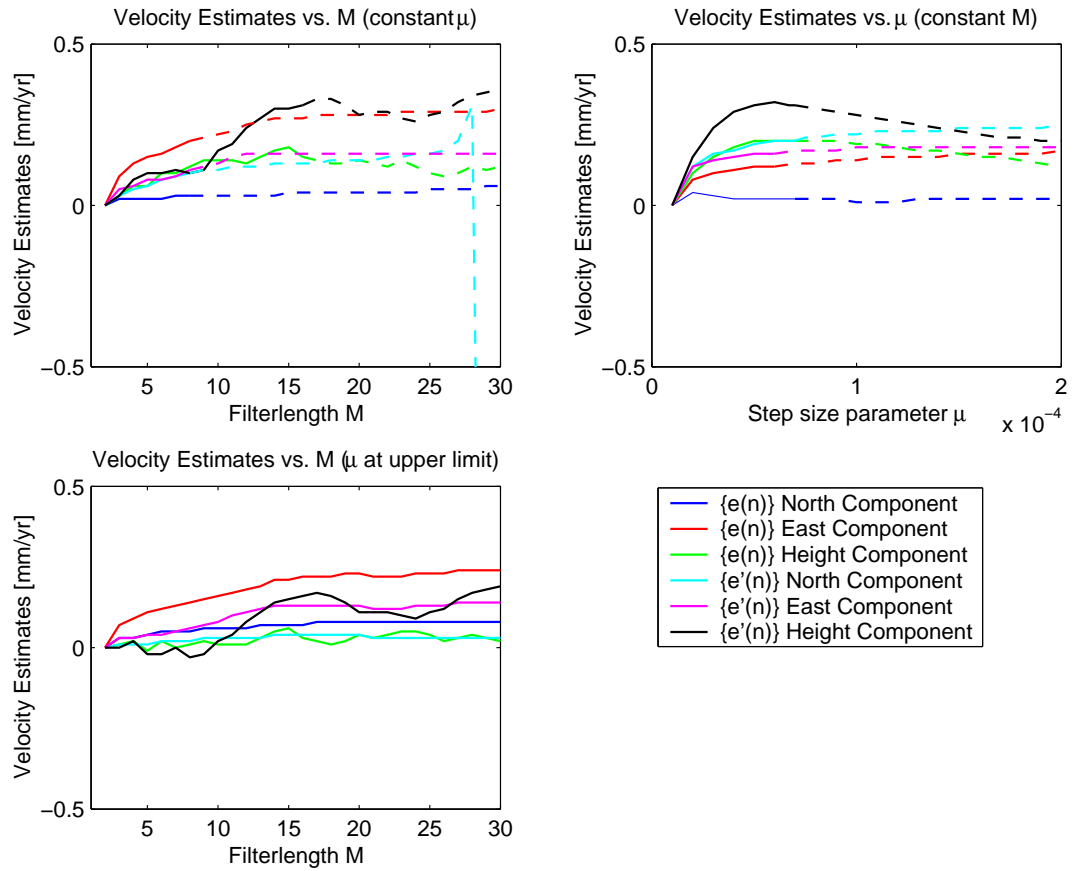 Velocity Estimates vs. M (constant μ)
Velocity Estimates [mm/yr]
0.5
0
−0.5
5 10 15 20 25 30
Filterlength M
Velocity Estimates vs. μ (constant M)
Velocity Estimates [mm/yr]
0.5
0
−0.5
0 1 2
Step size parameter μ
x 10⁻⁴
Velocity Estimates vs. M (μ at upper limit)
Velocity Estimates [mm/yr]
0.5
0
−0.5
5 10 15 20 25 30
Filterlength M
{e(n)} North Component
{e(n)} East Component
{e(n)} Height Component
{e'(n)} North Component
{e'(n)} East Component
{e'(n)} Height Component